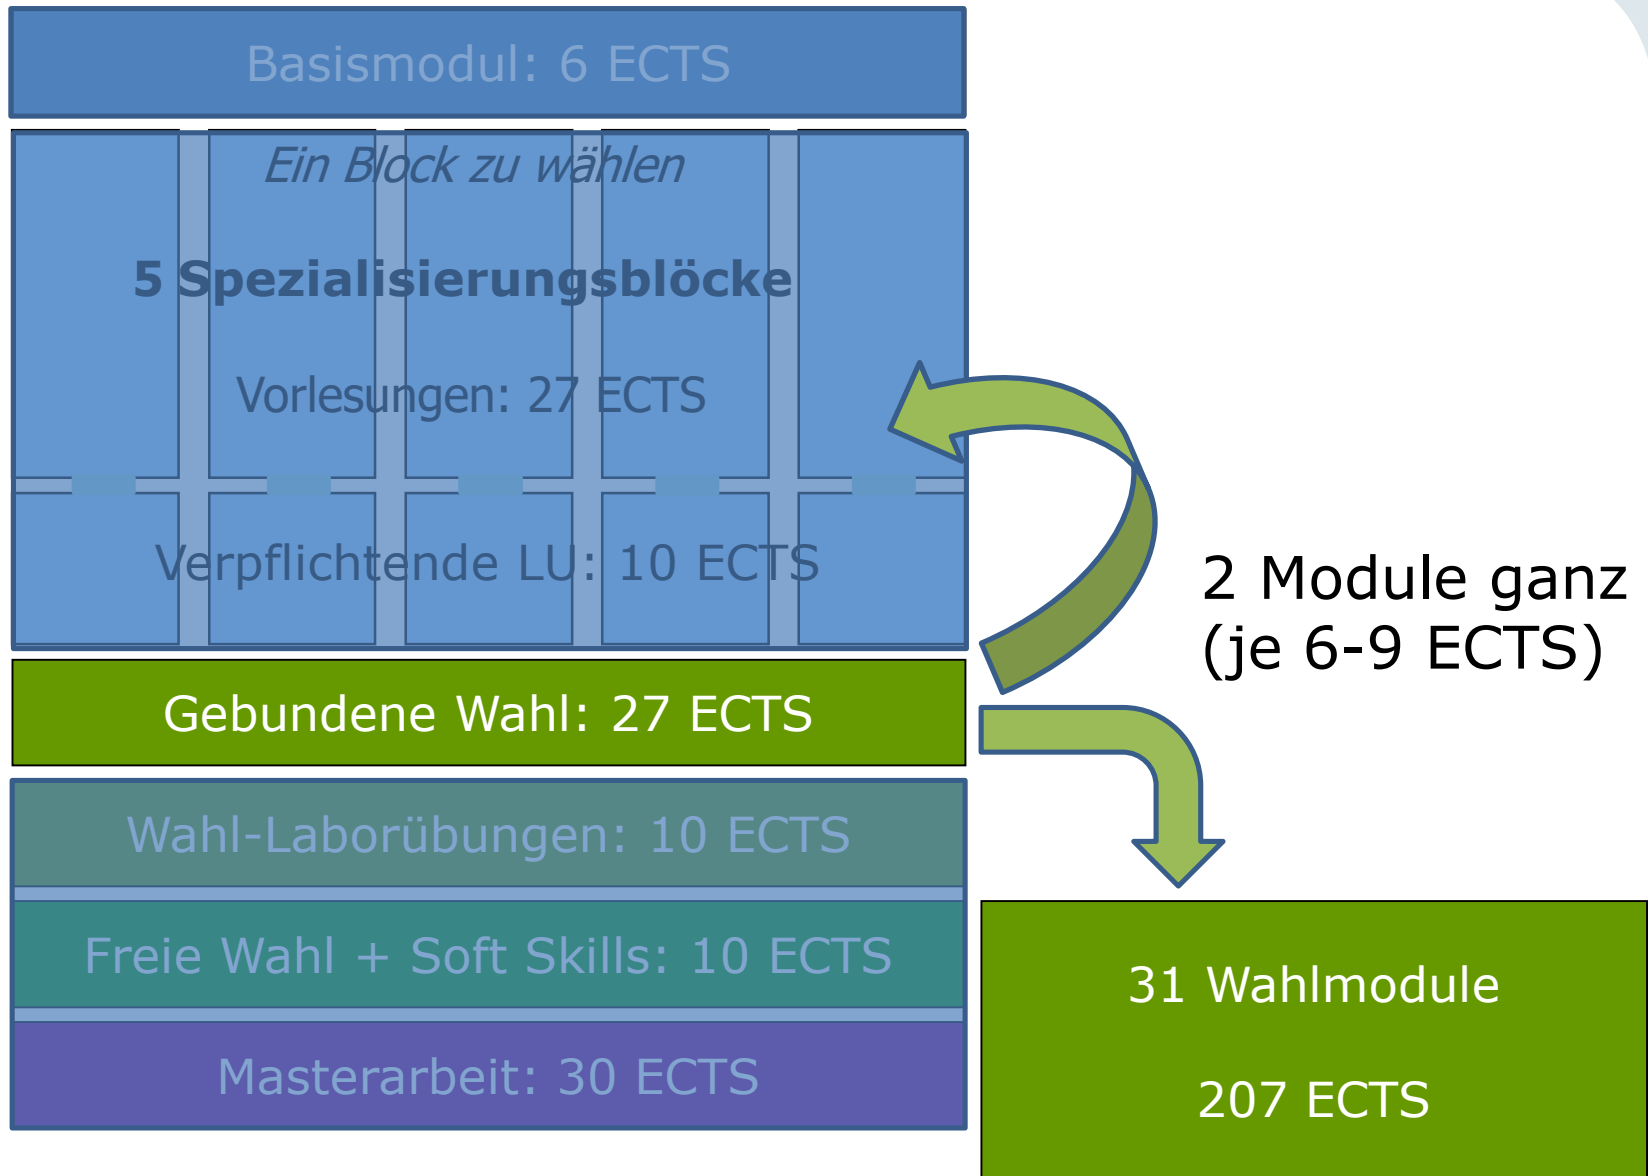 Basismodul: 6 ECTS
Ein Block zu wählen
5 Spezialisierungsblöcke
Vorlesungen: 27 ECTS
Verpflichtende LU: 10 ECTS
2 Module ganz
(je 6-9 ECTS)
Gebundene Wahl: 27 ECTS
Wahl-Laborübungen: 10 ECTS
Freie Wahl + Soft Skills: 10 ECTS
Masterarbeit: 30 ECTS
31 Wahlmodule
207 ECTS